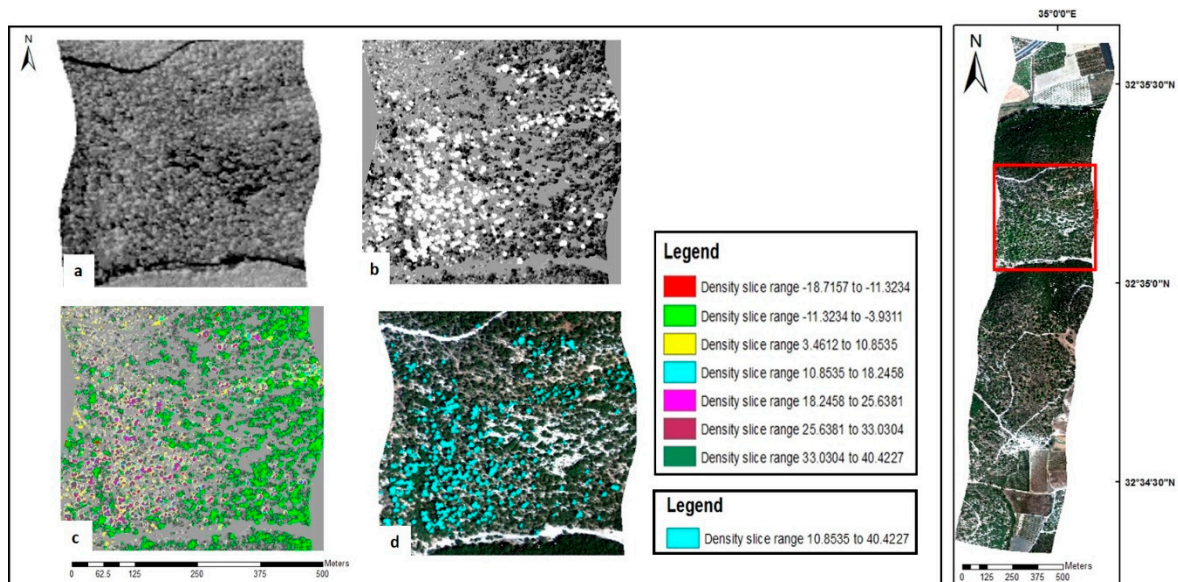 N
a
b
c
d
Meters
0 62.5 125 250 375 500
Legend
Density slice range -18.7157 to -11.3234
Density slice range -11.3234 to -3.9311
Density slice range 3.4612 to 10.8535
Density slice range 10.8535 to 18.2458
Density slice range 18.2458 to 25.6381
Density slice range 25.6381 to 33.0304
Density slice range 33.0304 to 40.4227
Legend
Density slice range 10.8535 to 40.4227
35°0'0"E
N
32°35'30"N
32°35'0"N
32°34'30"N
Meters
0 125 250 375 500